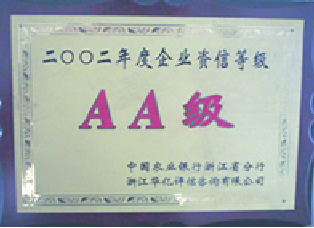 二〇〇二年度企业资信等级
AA级
中国农业银行浙江省分行
浙江华亿评估咨询有限公司